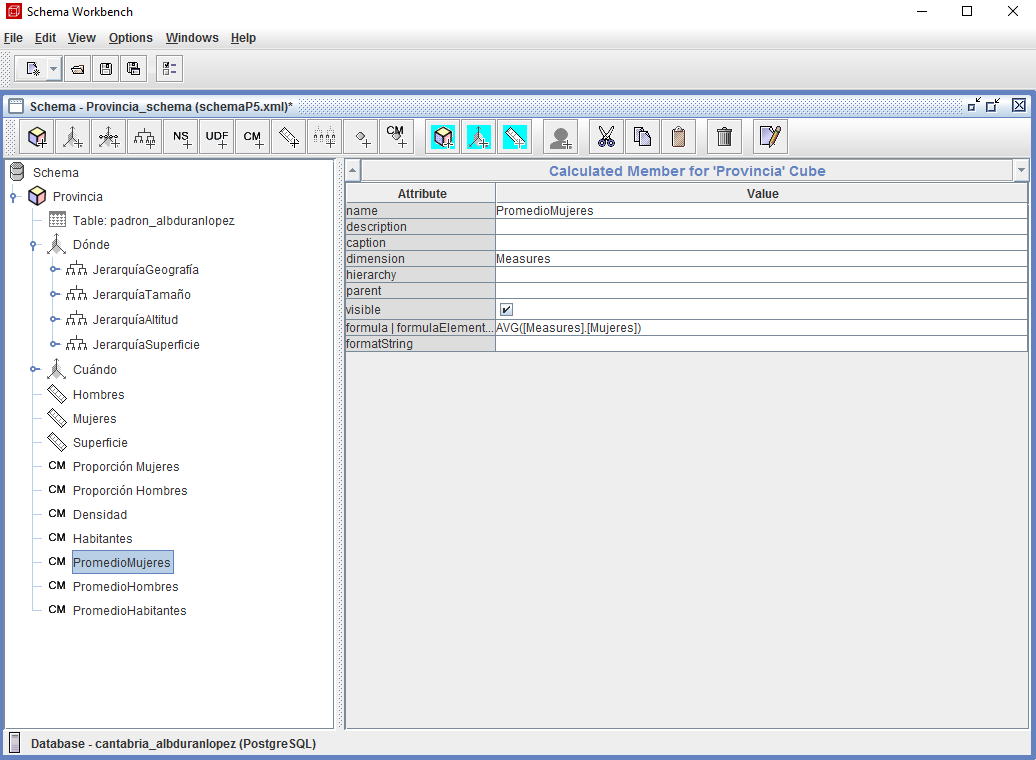 Schema Workbench
File Edit View Options Windows Help
Schema - Provincia_schema (schemaP5.xml)*
NS UDF CM CM
Schema
Provincia
Table: padron_albduranlopez
Dónde
JerarquíaGeografía
JerarquíaTamaño
JerarquíaAltitud
JerarquíaSuperficie
Cuándo
Hombres
Mujeres
Superficie
CM Proporción Mujeres
CM Proporción Hombres
CM Densidad
CM Habitantes
CM PromedioMujeres
CM PromedioHombres
CM PromedioHabitantes
Calculated Member for 'Provincia' Cube
Attribute Value
name PromedioMujeres
description
caption
dimension Measures
hierarchy
parent
visible
formula | formulaElement... AVG([Measures].[Mujeres])
formatString
Database - cantabria_albduranlopez (PostgreSQL)